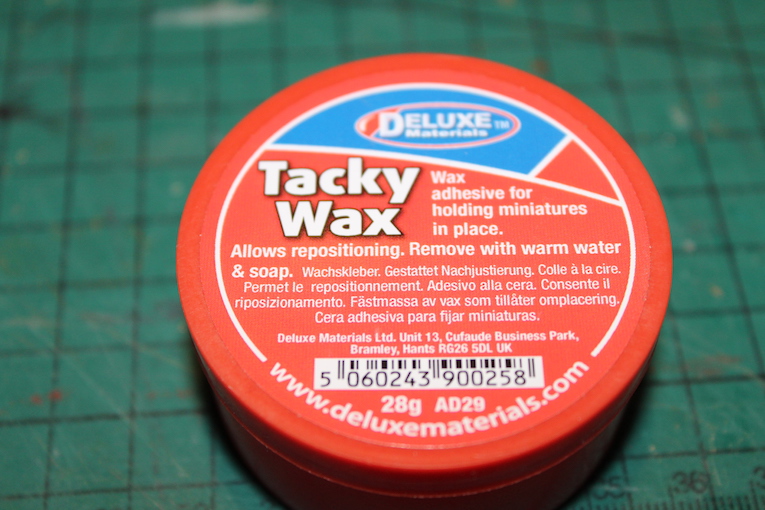 DELUXE™
Materials
Tacky
Wax
Wax
adhesive for
holding miniatures
in place.
Allows repositioning. Remove with warm water
& soap. Wachskleber. Gestattet Nachjustierung. Colle à la cire.
Permet le repositionnement. Adesivo alla cera. Consente il
riposizionamento. Fästmassa av vax som tillåter omplacering.
Cera adhesiva para fijar miniaturas.
Deluxe Materials Ltd. Unit 13, Cufaude Business Park,
Bramley, Hants RG26 5DL UK
5 060243 900258
28g AD29
www.deluxematerials.com
36